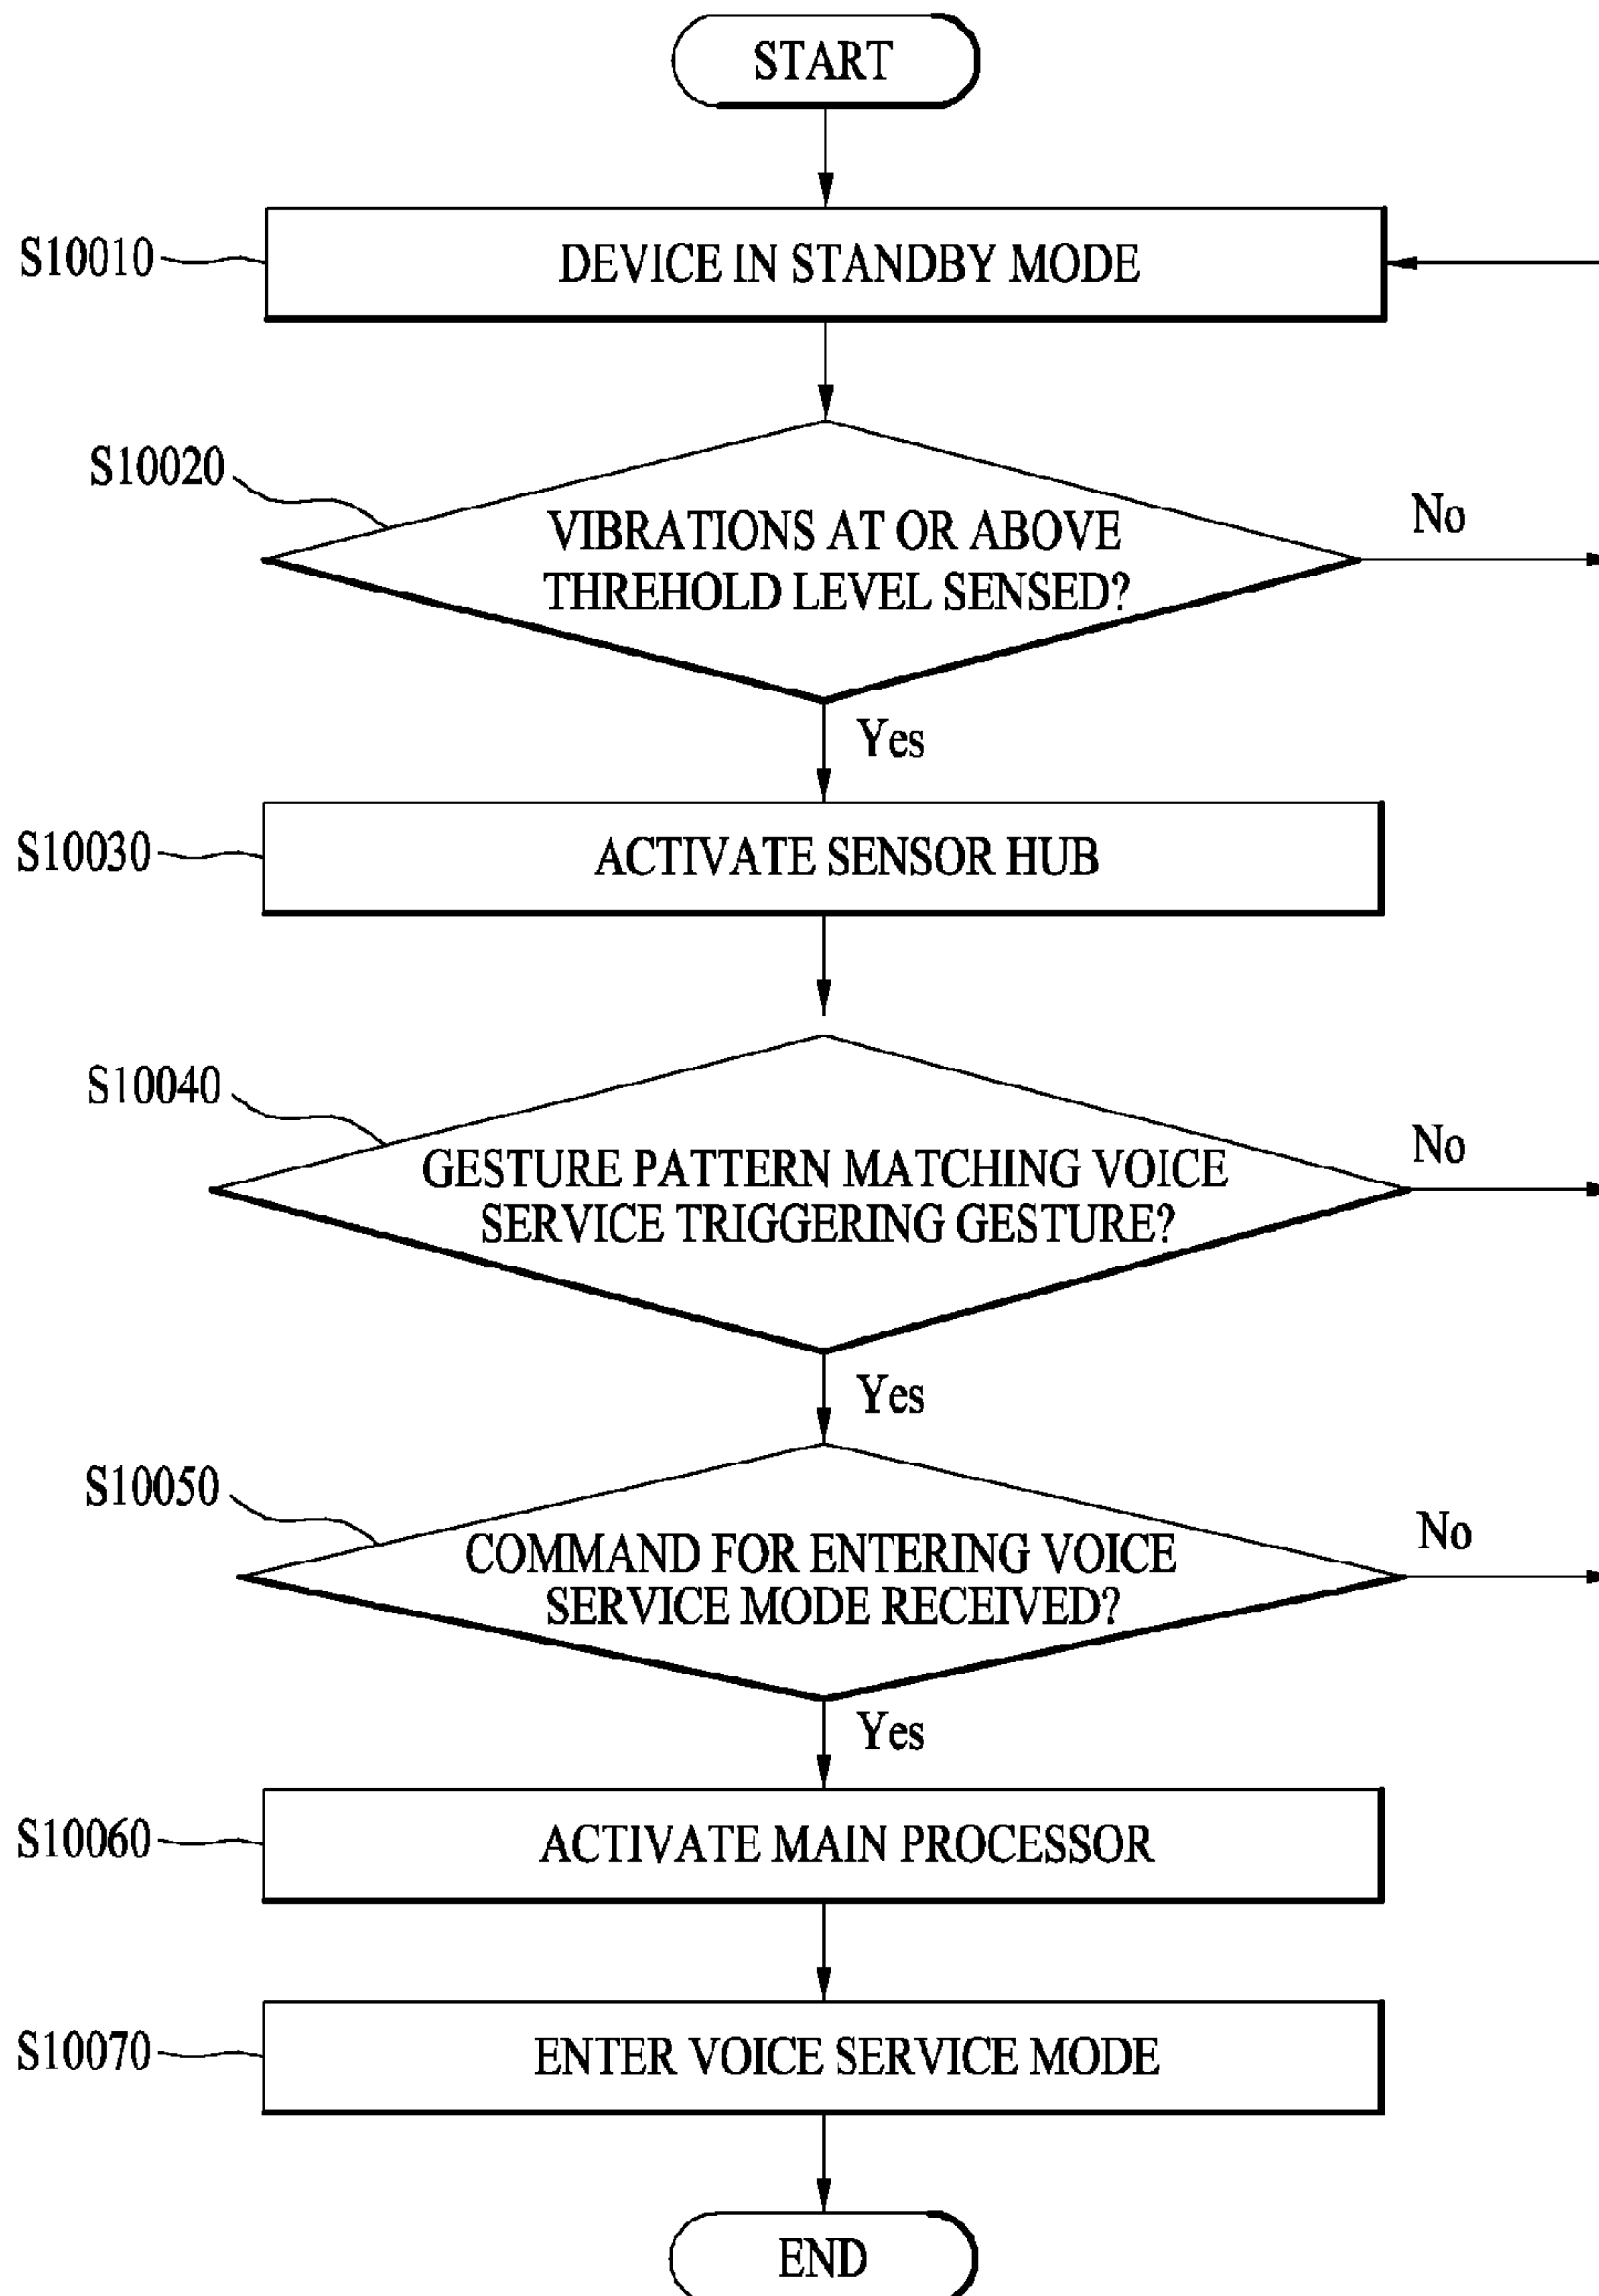 START
S10010
DEVICE IN STANDBY MODE
S10020
VIBRATIONS AT OR ABOVE
THREHOLD LEVEL SENSED?
No
Yes
S10030
ACTIVATE SENSOR HUB
S10040
GESTURE PATTERN MATCHING VOICE
SERVICE TRIGGERING GESTURE?
No
Yes
S10050
COMMAND FOR ENTERING VOICE
SERVICE MODE RECEIVED?
No
Yes
S10060
ACTIVATE MAIN PROCESSOR
S10070
ENTER VOICE SERVICE MODE
END